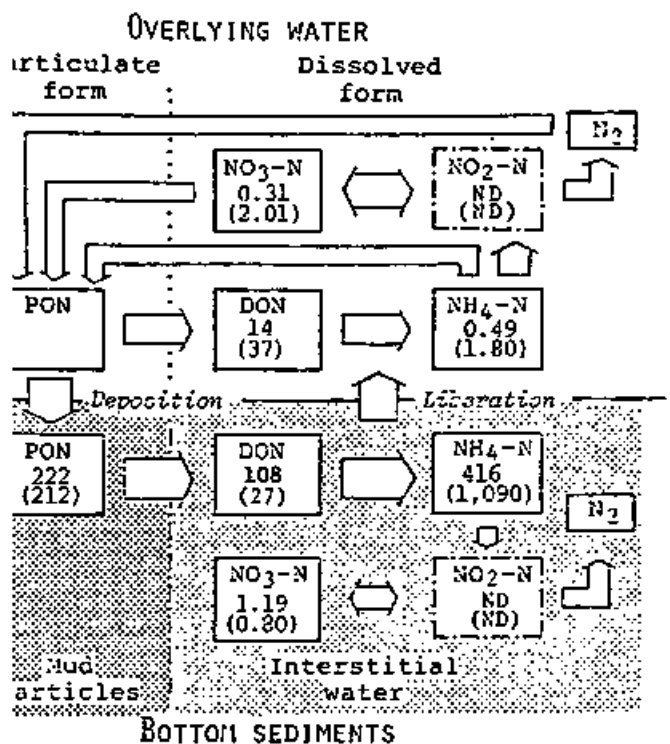 OVERLYING WATER
articulate Dissolved
form form
N2
NO3-N NO2-N
0.31 ND
(2.01) (ND)
PON DON NH4-N
14 0.49
(37) (1.80)
Deposition Liberation
PON DON NH4-N
222 108 416
(212) (27) (1,090)
N2
NO3-N NO2-N
1.19 ND
(0.80) (ND)
Mud Interstitial
articles water
BOTTOM SEDIMENTS